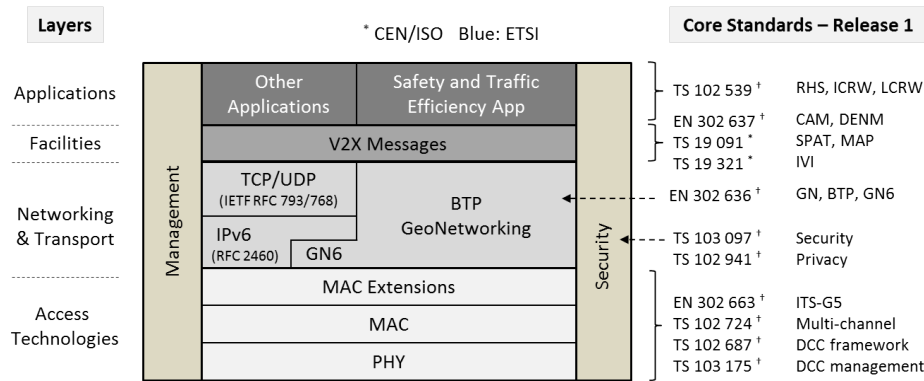 Layers
* CEN/ISO Blue: ETSI
Core Standards – Release 1
Applications
Facilities
Networking
& Transport
Access
Technologies
Management
Other
Applications
Safety and Traffic
Efficiency App
V2X Messages
TCP/UDP
(IETF RFC 793/768)
IPv6
(RFC 2460)
GN6
BTP
GeoNetworking
MAC Extensions
MAC
PHY
Security
TS 102 539 † RHS, ICRW, LCRW
EN 302 637 † CAM, DENM
TS 19 091 * SPAT, MAP
TS 19 321 * IVI
EN 302 636 † GN, BTP, GN6
TS 103 097 † Security
TS 102 941 † Privacy
EN 302 663 † ITS-G5
TS 102 724 † Multi-channel
TS 102 687 † DCC framework
TS 103 175 † DCC management